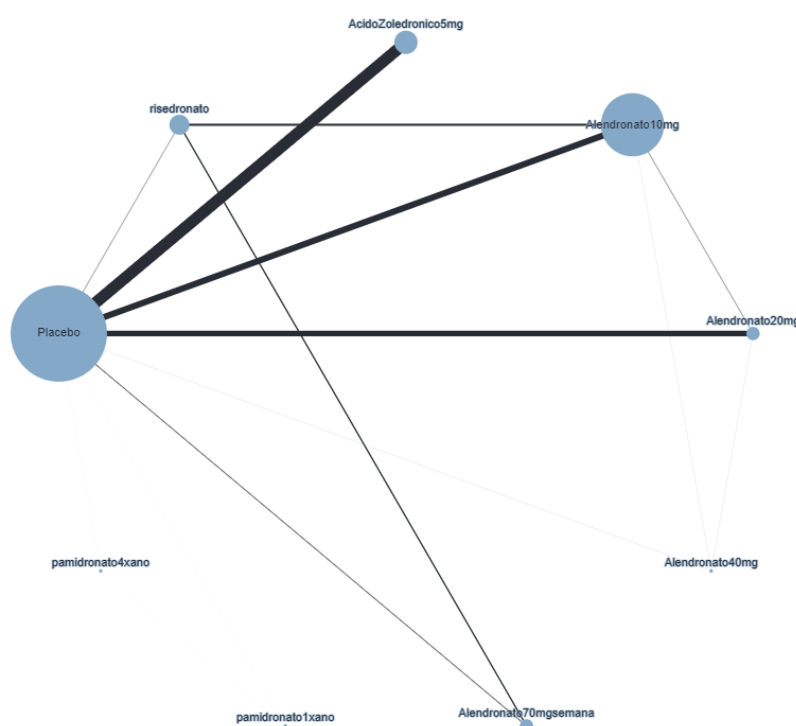 AcidoZoledronico5mg
risedronato
Alendronato10mg
Alendronato20mg
Placebo
pamidronato4xano
Alendronato40mg
pamidronato1xano
Alendronato70mgsemana